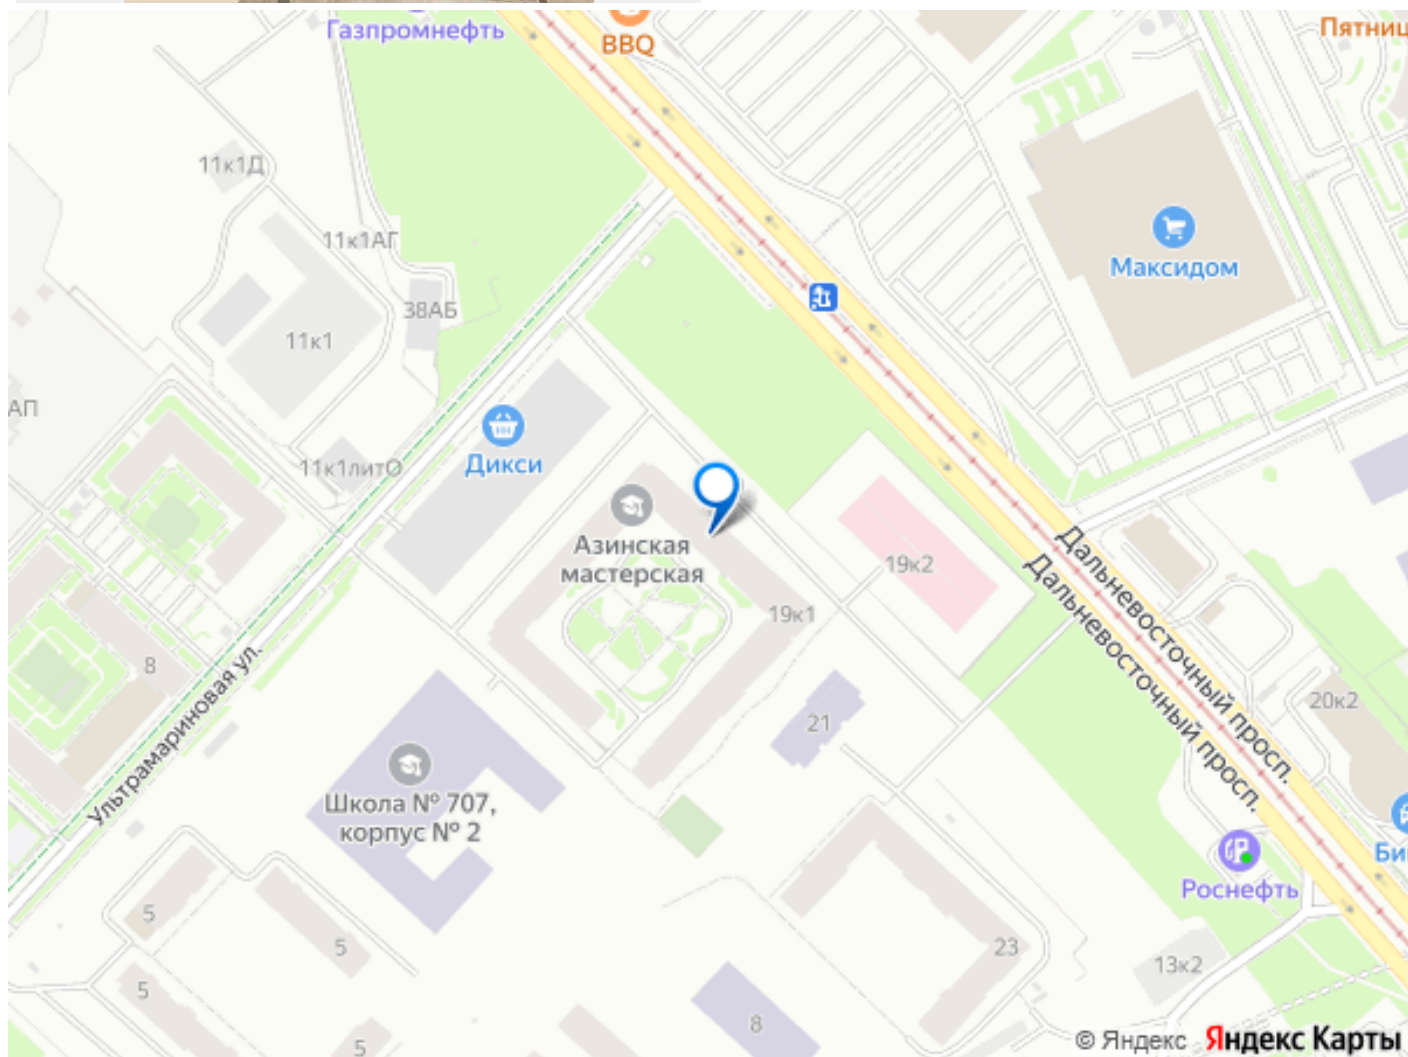 Газпромнефть
BBQ
Пятниц
11к1Д
11к1АГ
38АБ
11к1
Максидом
АП
11к1литО
Дикси
Азинская
мастерская
19к2
19к1
Дальневосточный просп.
Дальневосточный просп.
8
Ультрамариновая ул.
21
20к2
Школа № 707,
корпус № 2
Би
Роснефть
5
5
23
13к2
5
8
5
© Яндекс Яндекс Карты